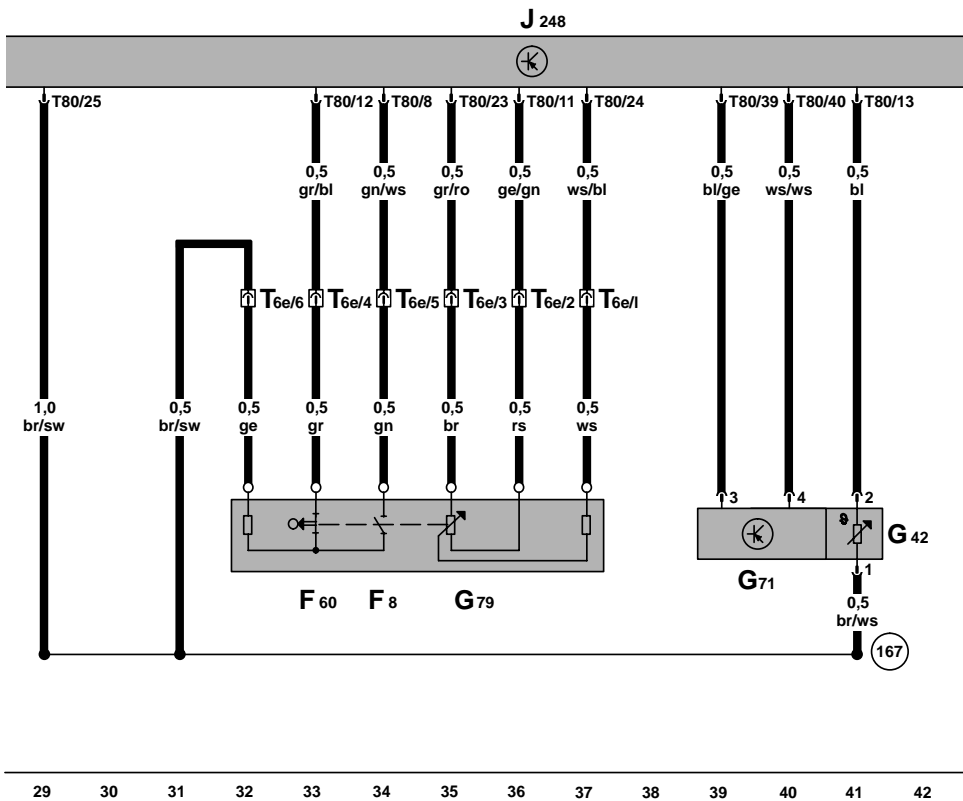 J 248
T80/25 T80/12 T80/8 T80/23 T80/11 T80/24 T80/39 T80/40 T80/13
0,5 0,5 0,5 0,5 0,5 0,5 0,5 0,5
gr/bl gn/ws gr/ro ge/gn ws/bl bl/ge ws/ws bl
T6e/6 T6e/4 T6e/5 T6e/3 T6e/2 T6e/l
1,0 0,5 0,5 0,5 0,5 0,5 0,5 0,5
br/sw br/sw ge gr gn br rs ws
3 4 2
ϑ
G 42
1
F 60 F 8 G79 G71
0,5
br/ws
167
29 30 31 32 33 34 35 36 37 38 39 40 41 42